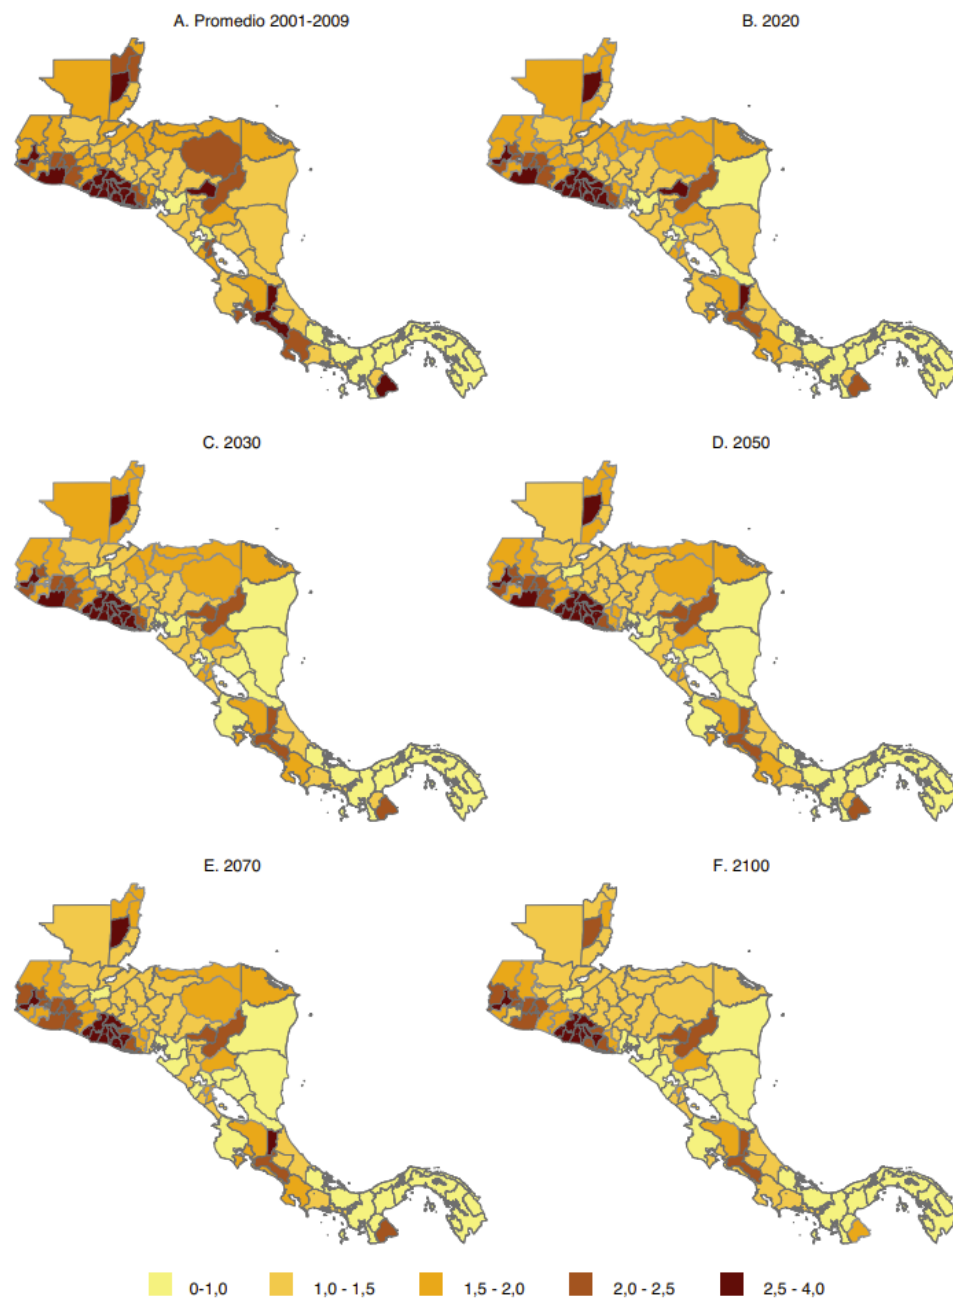 A. Promedio 2001-2009
B. 2020
C. 2030
D. 2050
E. 2070
F. 2100
0-1,0
1,0 - 1,5
1,5 - 2,0
2,0 - 2,5
2,5 - 4,0